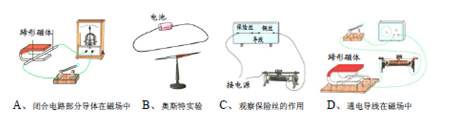 蹄形磁体
电池
保险丝 铜丝
导线
接电源
蹄形磁体
A、闭合电路部分导体在磁场中 B、奥斯特实验 C、观察保险丝的作用 D、通电导线在磁场中